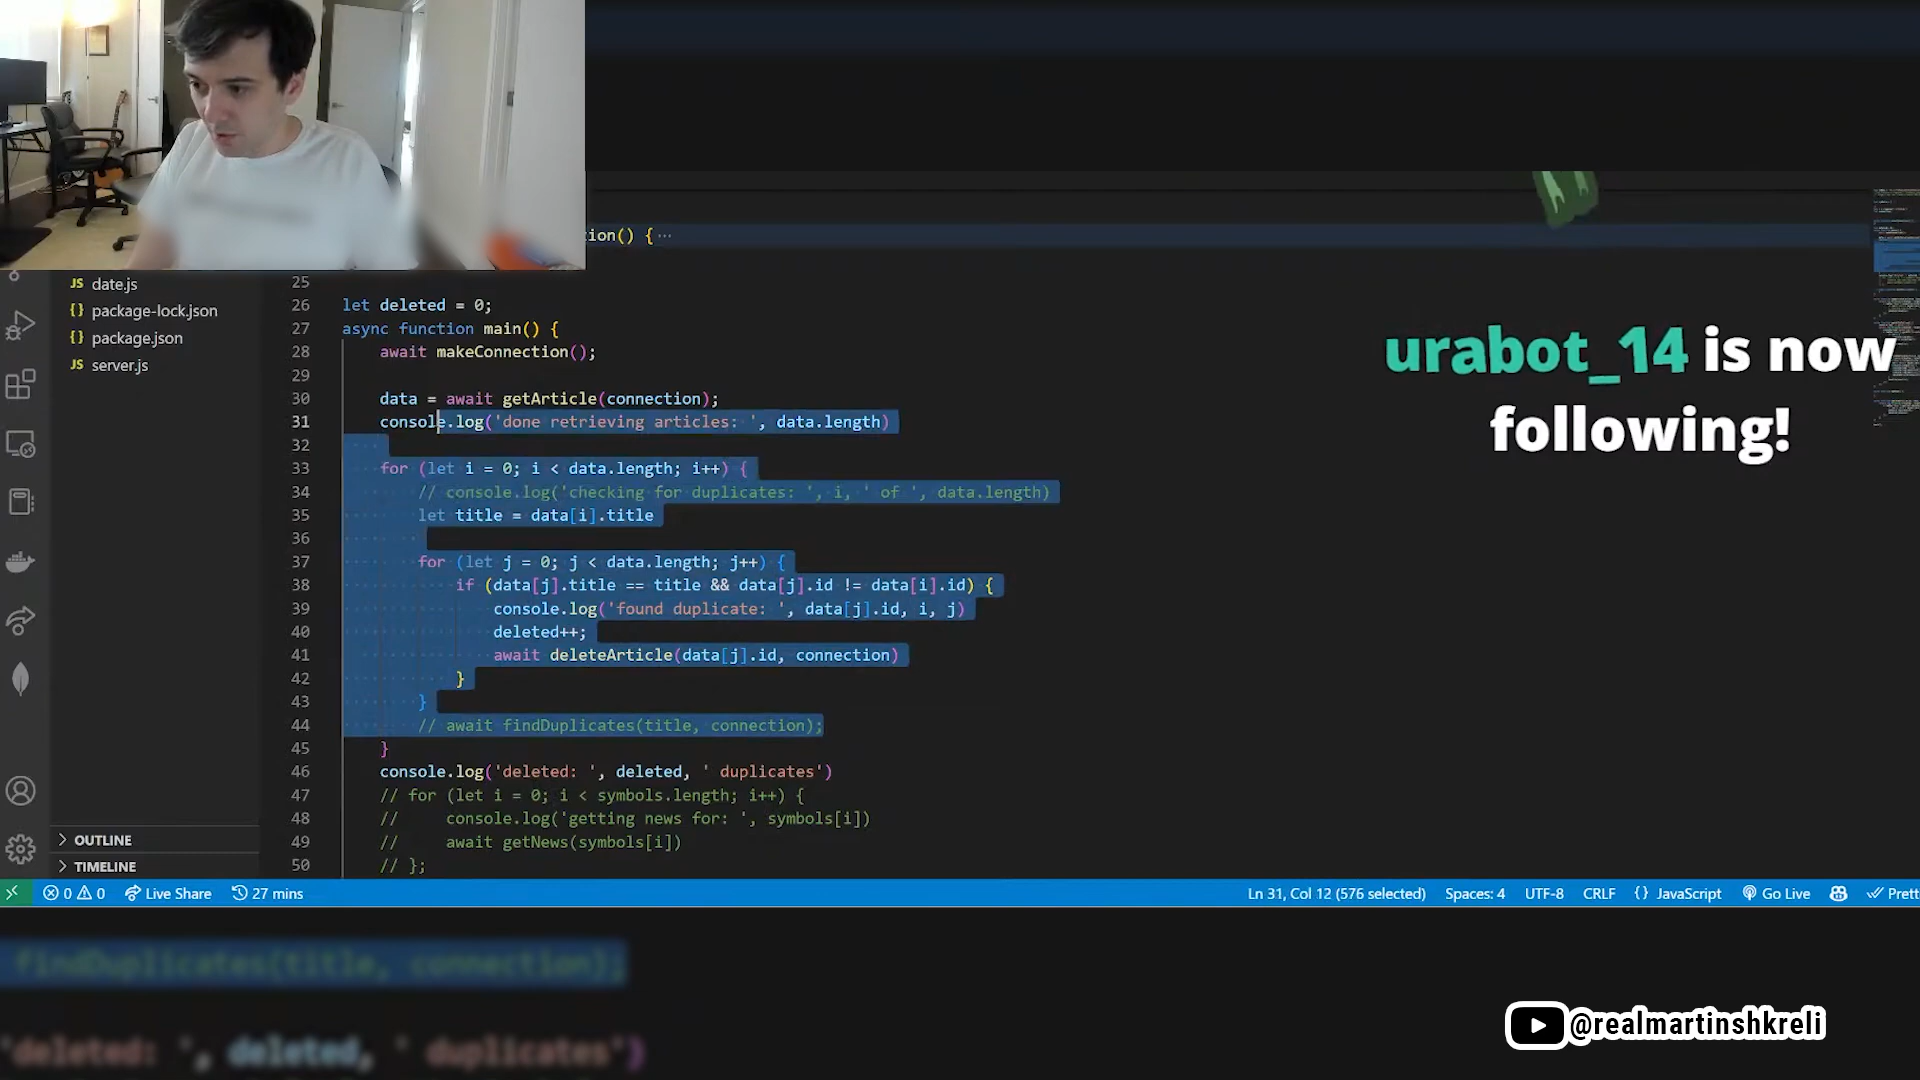 tion() { ...
JS date.js
{} package-lock.json
{} package.json
JS server.js
25
26 let deleted = 0;
27 async function main() {
28 await makeConnection();
29
30 data = await getArticle(connection);
31 console.log('done retrieving articles: ', data.length)
32
33 for (let i = 0; i < data.length; i++) {
34 // console.log('checking for duplicates: ', i, ' of ', data.length)
35 let title = data[i].title
36
37 for (let j = 0; j < data.length; j++) {
38 if (data[j].title == title && data[j].id != data[i].id) {
39 console.log('found duplicate: ', data[j].id, i, j)
40 deleted++;
41 await deleteArticle(data[j].id, connection)
42 }
43 }
44 // await findDuplicates(title, connection);
45 }
46 console.log('deleted: ', deleted, ' duplicates')
47 // for (let i = 0; i < symbols.length; i++) {
48 // console.log('getting news for: ', symbols[i])
49 // await getNews(symbols[i])
50 // };
urabot_14 is now
following!
OUTLINE
TIMELINE
0 0 Live Share 27 mins
Ln 31, Col 12 (576 selected) Spaces: 4 UTF-8 CRLF {} JavaScript Go Live Prett
findDuplicates(title, connection);
'deleted: ', deleted, ' duplicates')
@realmartinshkreli